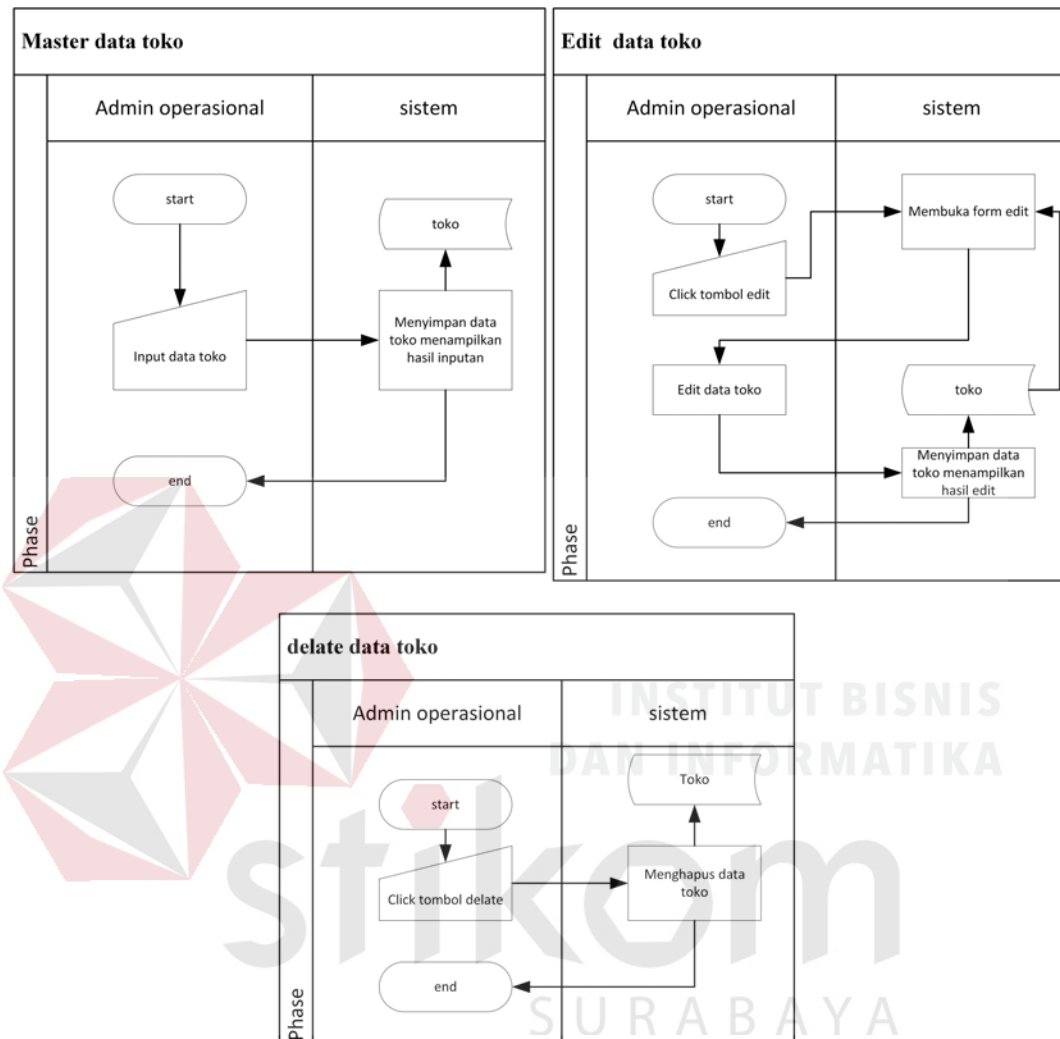 Master data toko
Admin operasional
sistem
start
toko
Input data toko
Menyimpan data
toko menampilkan
hasil inputan
end
Phase
Edit data toko
Admin operasional
sistem
start
Membuka form edit
Click tombol edit
Edit data toko
toko
Menyimpan data
toko menampilkan
hasil edit
end
Phase
delate data toko
Admin operasional
sistem
start
Toko
Click tombol delate
Menghapus data
toko
end
Phase
INSTITUT BISNIS
DAN INFORMATIKA
stikom
SURABAYA